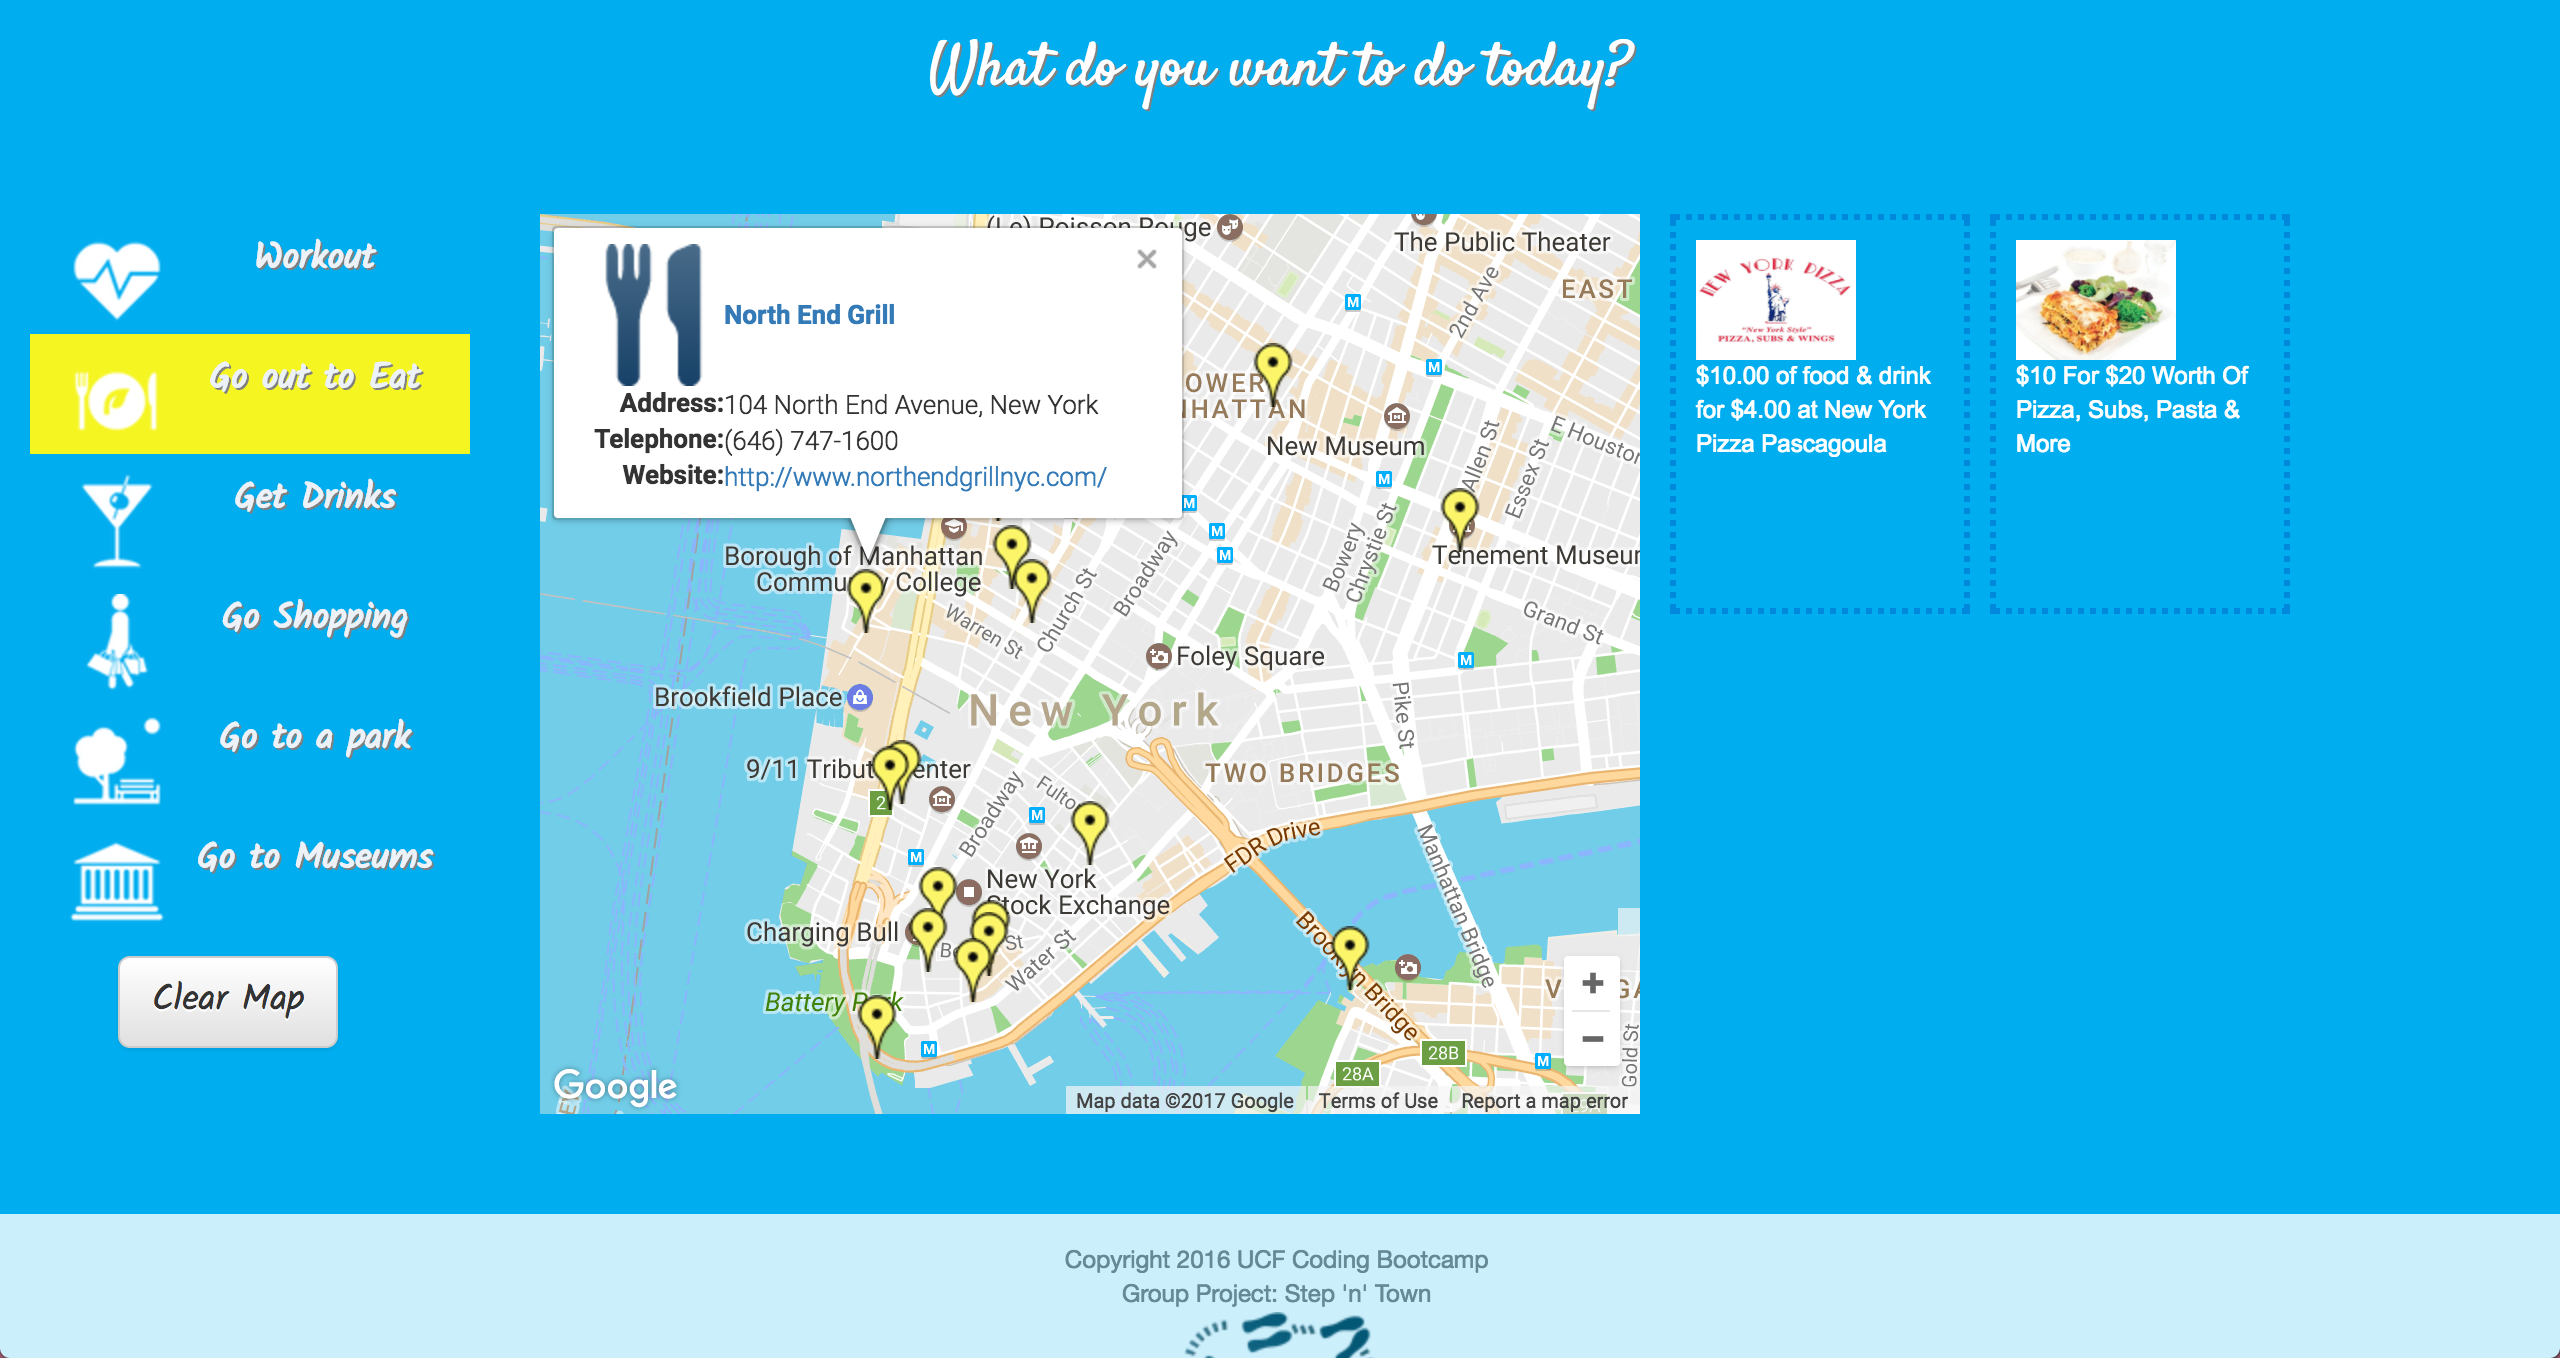 What do you want to do today?
Workout
Go out to Eat
Get Drinks
Go Shopping
Go to a park
Go to Museums
Clear Map
North End Grill
Address: 104 North End Avenue, New York
Telephone: (646) 747-1600
Website: http://www.northendgrillnyc.com/
The Public Theater
EAST
2nd Ave
New Museum
E Houston
Allen St
Essex St
Tenement Museum
Borough of Manhattan
Community College
Bowery
Chrystie St
Broadway
Church St
Warren St
Grand St
Foley Square
Brookfield Place
New York
Pike St
9/11 Tribute Center
TWO BRIDGES
Broadway
Fulton
FDR Drive
Manhattan Bridge
New York
Stock Exchange
Charging Bull
Water St
Brooklyn Bridge
Battery Park
28B
28A
Gold St
Google
Map data ©2017 Google
Terms of Use
Report a map error
NEW YORK PIZZA
"New York Style"
PIZZA, SUBS & WINGS
$10.00 of food & drink
for $4.00 at New York
Pizza Pascagoula
$10 For $20 Worth Of
Pizza, Subs, Pasta &
More
Copyright 2016 UCF Coding Bootcamp
Group Project: Step 'n' Town